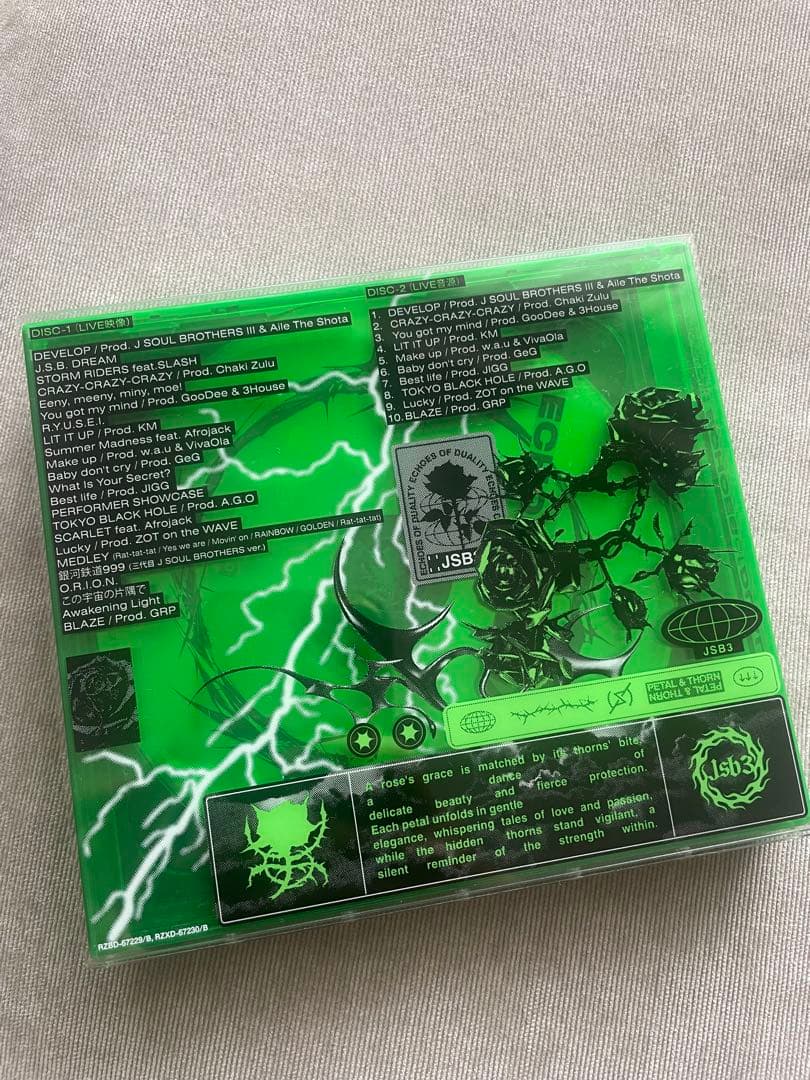 DISC-1 (LIVE映像)
DEVELOP / Prod. J SOUL BROTHERS III & Aile The Shota
J.S.B. DREAM
STORM RIDERS feat.SLASH
CRAZY-CRAZY-CRAZY / Prod. Chaki Zulu
Eeny, meeny, miny, moe!
You got my mind / Prod. GooDee & 3House
R.Y.U.S.E.I.
LIT IT UP / Prod. KM
Summer Madness feat. Afrojack
Make up / Prod. w.a.u & VivaOla
Baby don't cry / Prod. GeG
What Is Your Secret?
Best life / Prod. JIGG
PERFORMER SHOWCASE
TOKYO BLACK HOLE / Prod. A.G.O
SCARLET feat. Afrojack
Lucky / Prod. ZOT on the WAVE
MEDLEY (Rat-tat-tat / Yes we are / Movin' on / RAINBOW / GOLDEN / Rat-tat-tat)
銀河鉄道999 (三代目 J SOUL BROTHERS ver.)
O.R.I.O.N.
この宇宙の片隅で
Awakening Light
BLAZE / Prod. GRP
DISC-2 (LIVE音源)
1. DEVELOP / Prod. J SOUL BROTHERS III & Aile The Shota
2. CRAZY-CRAZY-CRAZY / Prod. Chaki Zulu
3. You got my mind / Prod. GooDee & 3House
4. LIT IT UP / Prod. KM
5. Make up / Prod. w.a.u & VivaOla
6. Baby don't cry / Prod. GeG
7. Best life / Prod. JIGG
8. TOKYO BLACK HOLE / Prod. A.G.O
9. Lucky / Prod. ZOT on the WAVE
10. BLAZE / Prod. GRP
ECHOES OF DUALITY ECHOES OF DUALITY ECHOES
JSB
JSB3
PETAL & THORN
PETAL & THORN
A rose's grace is matched by its thorns' bite,
a dance of
delicate beauty and fierce protection.
Each petal unfolds in gentle
elegance, whispering tales of love and passion,
while the hidden thorns stand vigilant, a
silent reminder of the strength within.
Jsb3
RZBD-67229/B, RZXD-67230/B